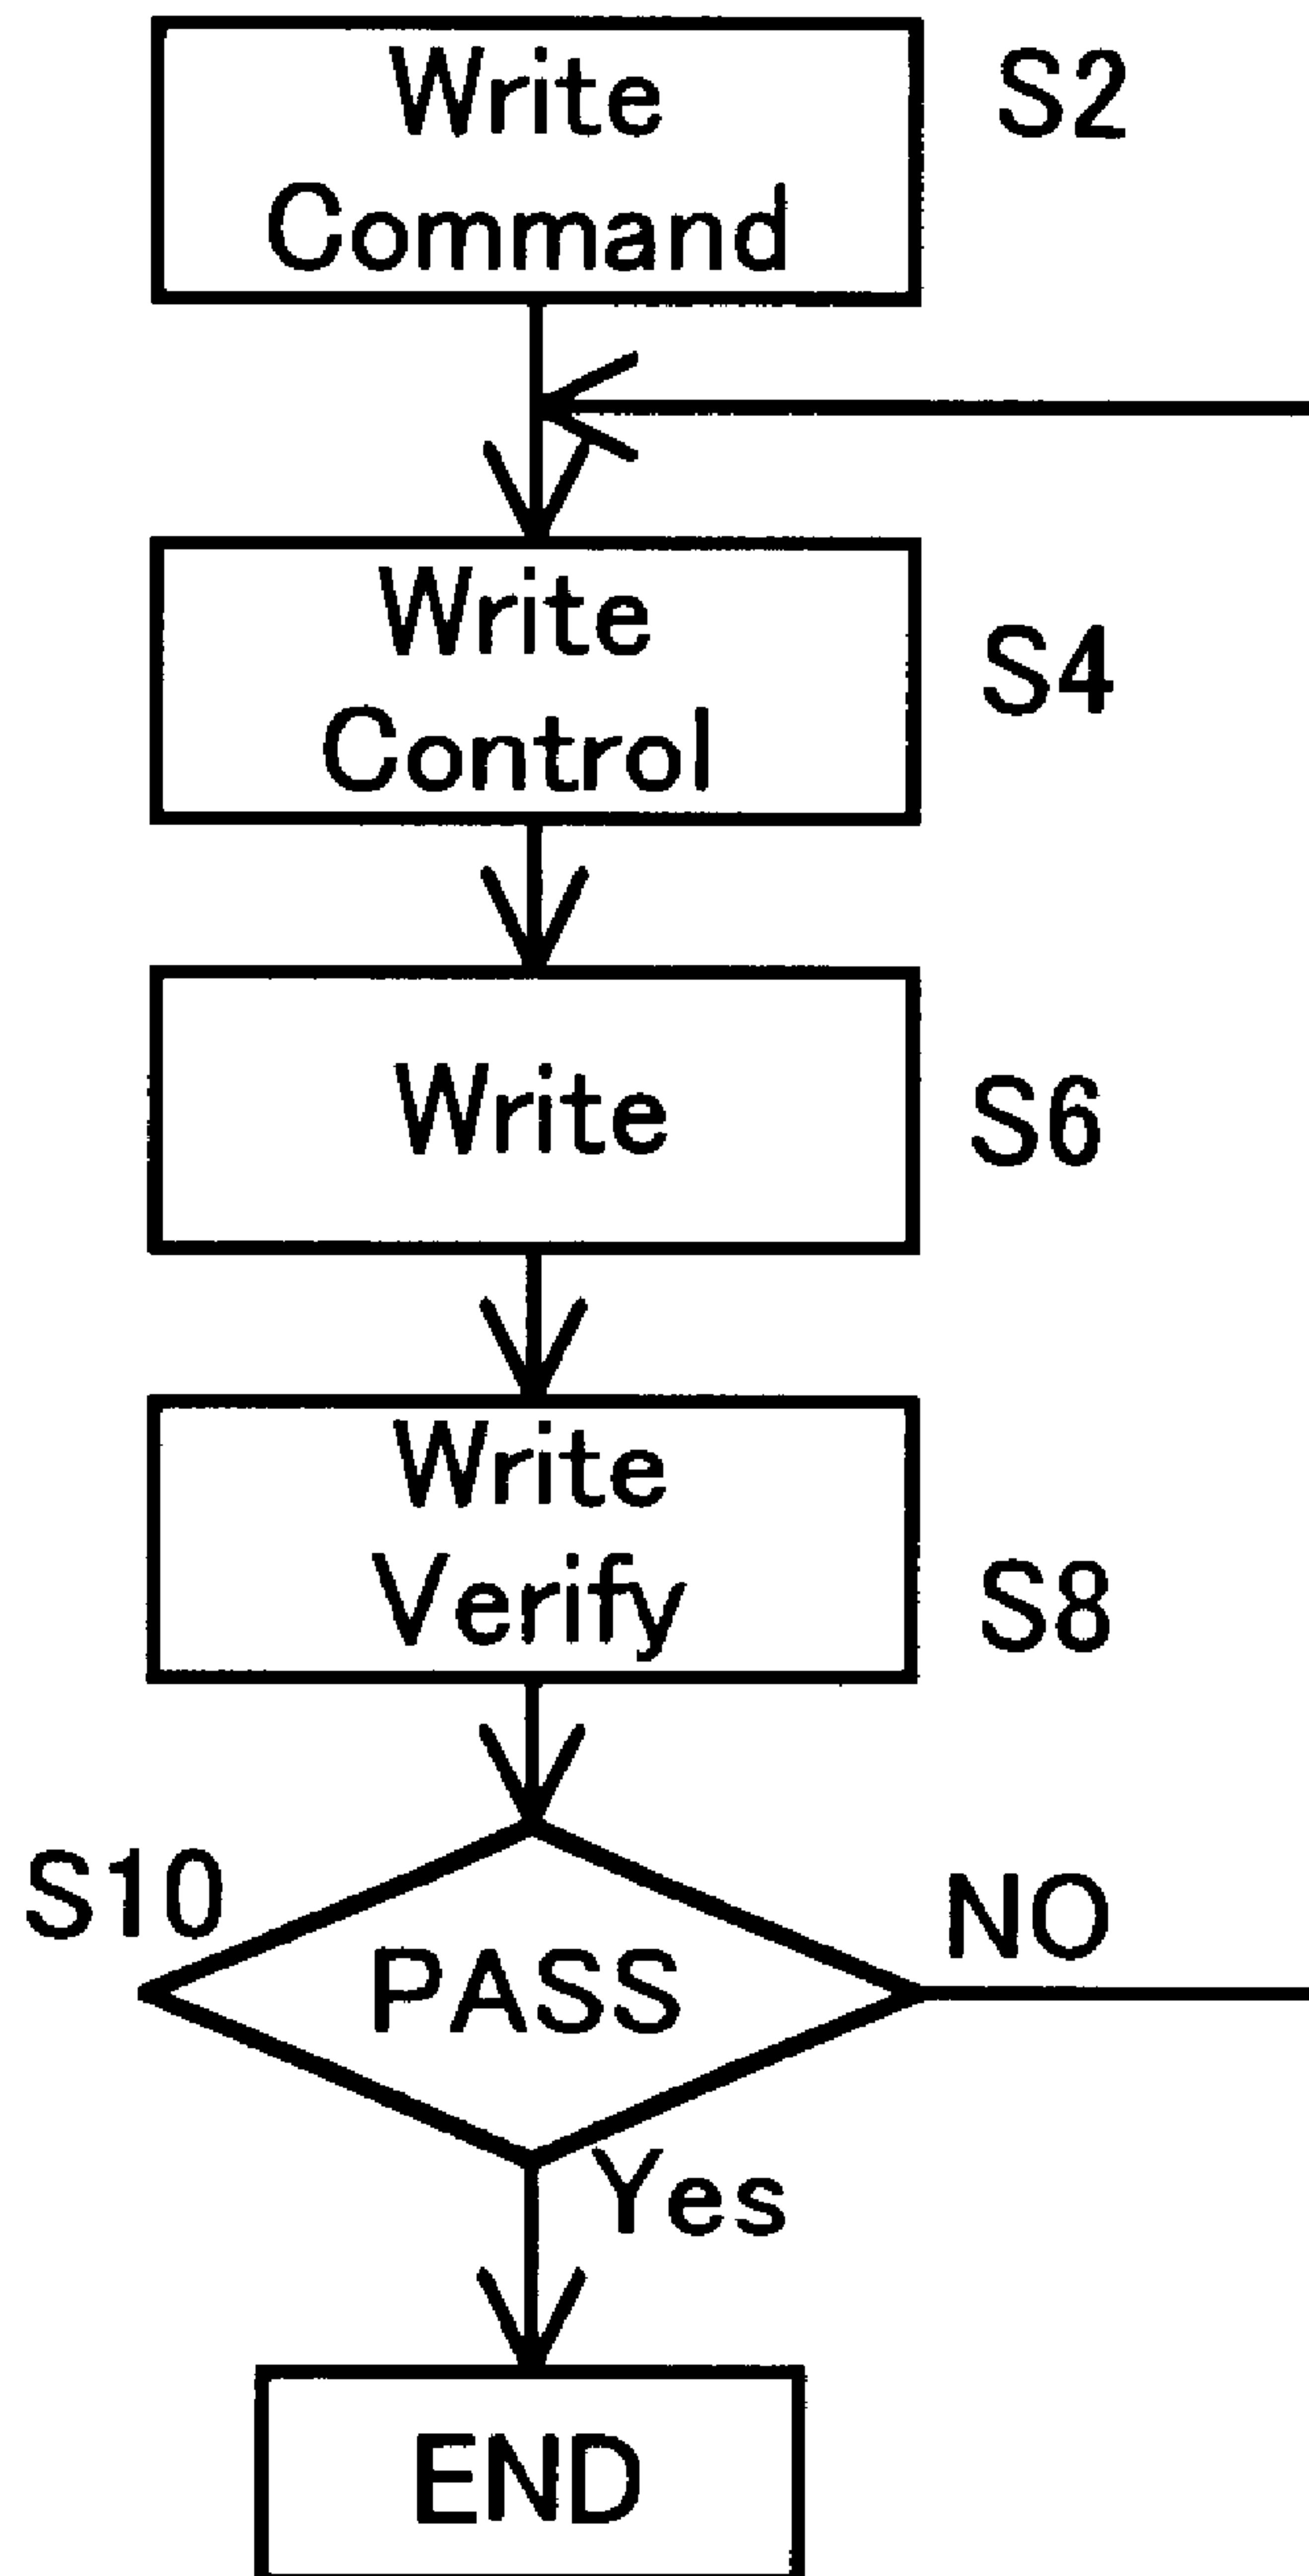 Write
Command
S2
Write
Control
S4
Write
S6
Write
Verify
S8
S10
PASS
NO
Yes
END